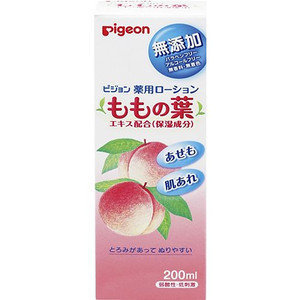 Pigeon
無添加
パラベンフリー
アルコールフリー
無香料・無着色
ピジョン 薬用ローション
ももの葉
エキス配合(保湿成分)
あせも
肌あれ
とろみがあって ぬりやすい
200ml
弱酸性・低刺激